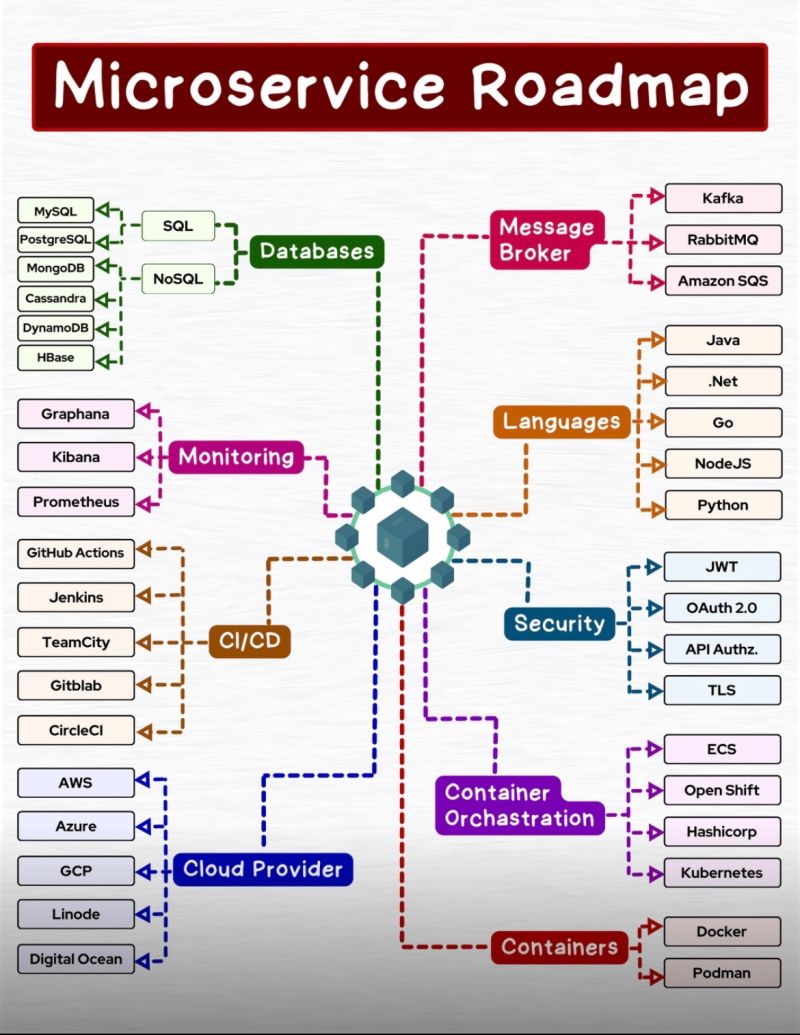 Microservice Roadmap
Databases
SQL
MySQL
PostgreSQL
NoSQL
MongoDB
Cassandra
DynamoDB
HBase
Monitoring
Graphana
Kibana
Prometheus
CI/CD
GitHub Actions
Jenkins
TeamCity
Gitblab
CircleCI
Cloud Provider
AWS
Azure
GCP
Linode
Digital Ocean
Message
Broker
Kafka
RabbitMQ
Amazon SQS
Languages
Java
.Net
Go
NodeJS
Python
Security
JWT
OAuth 2.0
API Authz.
TLS
Container
Orchastration
ECS
Open Shift
Hashicorp
Kubernetes
Containers
Docker
Podman